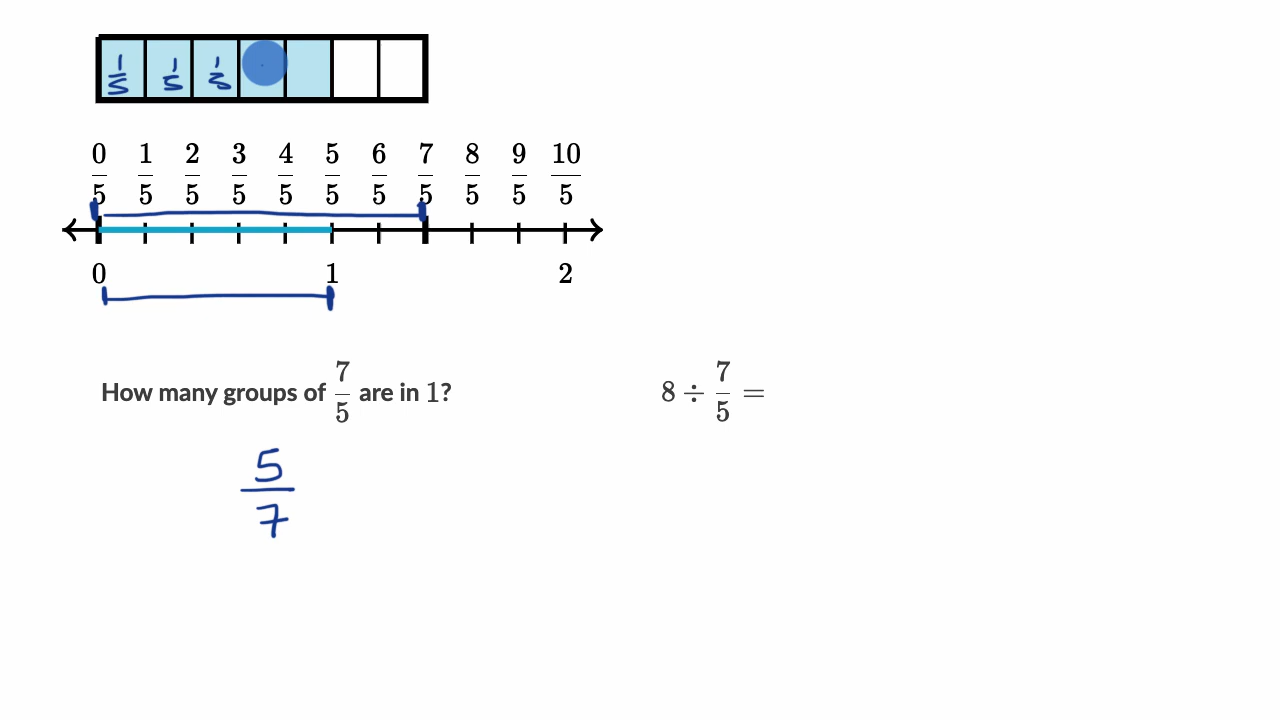 1/5 1/5 1/5
0/5 1/5 2/5 3/5 4/5 5/5 6/5 7/5 8/5 9/5 10/5
0 1 2
How many groups of 7/5 are in 1?
8 ÷ 7/5 =
5/7